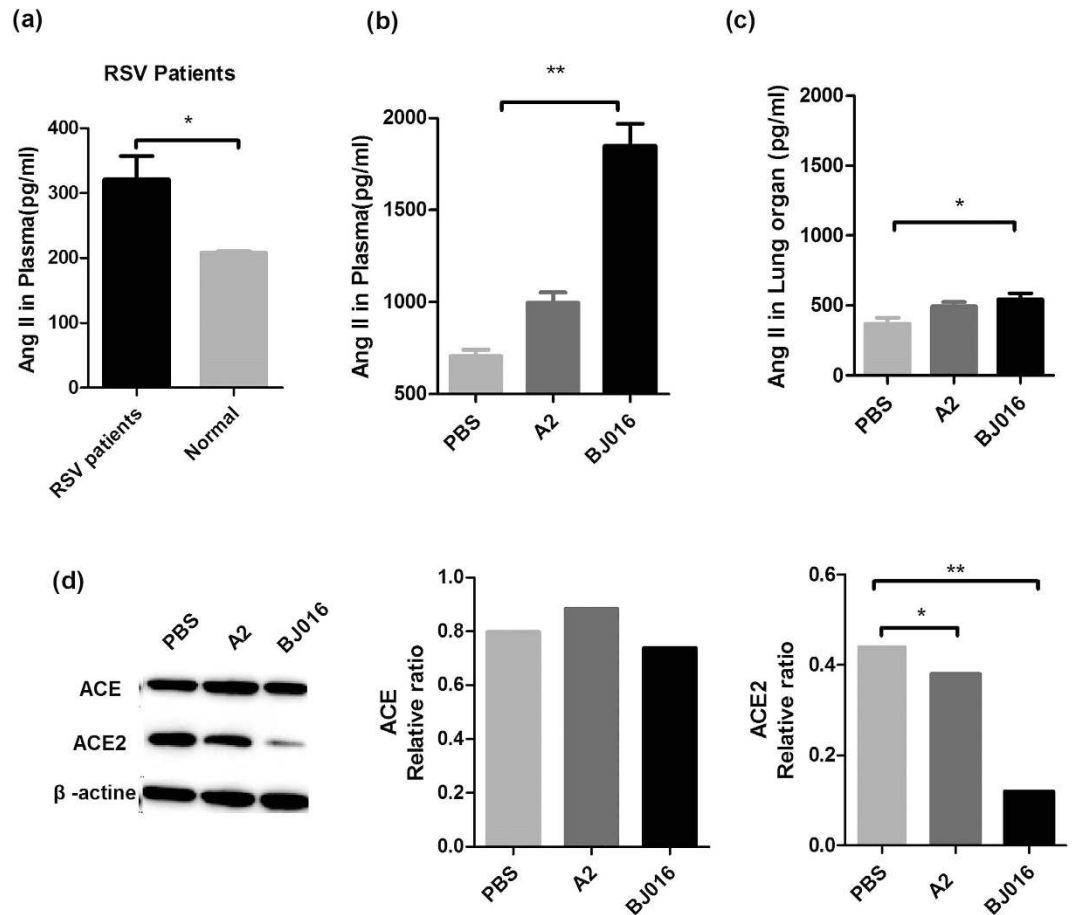 (a)
RSV Patients
*
400
300
200
100
0
Ang II in Plasma(pg/ml)
RSV patients
Normal
(b)
**
2000
1500
1000
500
Ang II in Plasma(pg/ml)
PBS
A2
BJ016
(c)
2000
1500
1000
500
0
*
Ang II in Lung organ (pg/ml)
PBS
A2
BJ016
(d)
PBS
A2
BJ016
ACE
ACE2
β -actine
1.0
0.8
0.6
0.4
0.2
0.0
ACE
Relative ratio
PBS
A2
BJ016
0.6
0.4
0.2
0.0
**
*
ACE2
Relative ratio
PBS
A2
BJ016